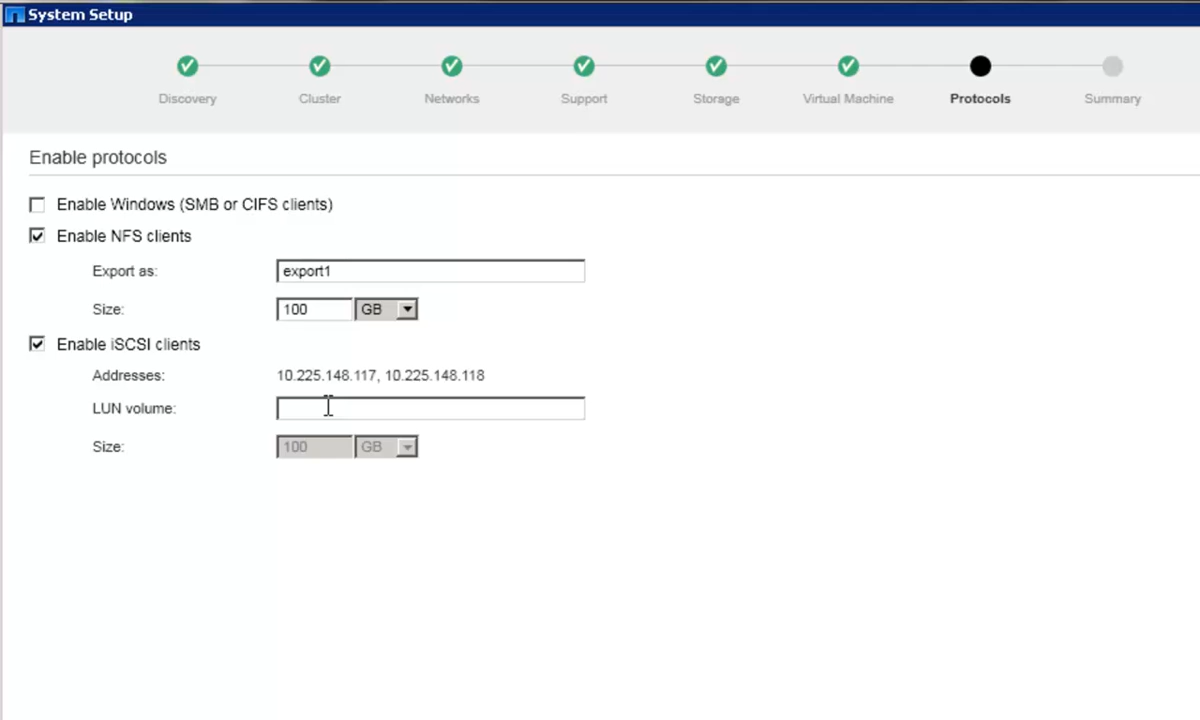 System Setup
Discovery Cluster Networks Support Storage Virtual Machine Protocols Summary
Enable protocols
Enable Windows (SMB or CIFS clients)
Enable NFS clients
Export as: export1
Size: 100 GB
Enable iSCSI clients
Addresses: 10.225.148.117, 10.225.148.118
LUN volume:
Size: 100 GB